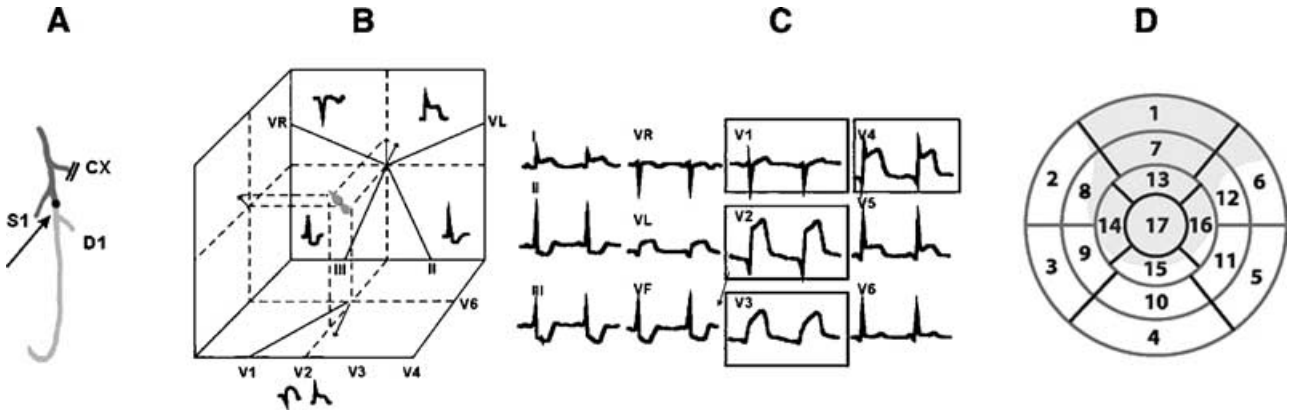 A
CX
S1
D1
B
VR
VL
III
II
V6
V1 V2 V3 V4
C
I VR V1 V4
II VL V2 V5
III VF V3 V6
D
1
7
2 13 6
8 12
14 17 16
3 9 15 11 5
10
4